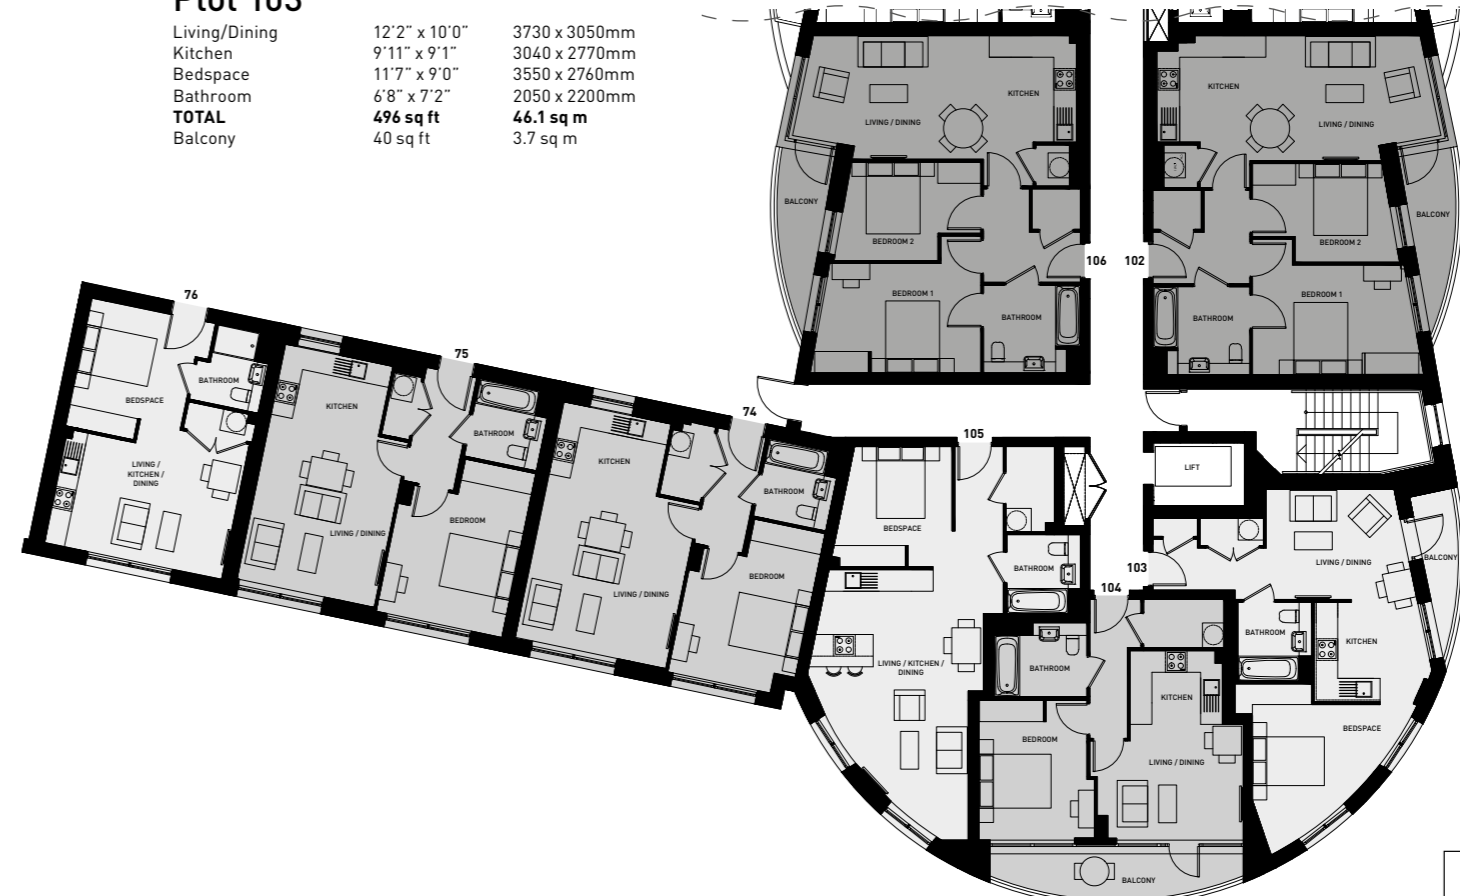 Plot 103
Living/Dining 12'2" x 10'0" 3730 x 3050mm
Kitchen 9'11" x 9'1" 3040 x 2770mm
Bedspace 11'7" x 9'0" 3550 x 2760mm
Bathroom 6'8" x 7'2" 2050 x 2200mm
TOTAL 496 sq ft 46.1 sq m
Balcony 40 sq ft 3.7 sq m
KITCHEN
LIVING / DINING
BALCONY
BEDROOM 2
BEDROOM 1
BATHROOM
106
102
KITCHEN
LIVING / DINING
BALCONY
BEDROOM 2
BEDROOM 1
BATHROOM
76
BATHROOM
BEDSPACE
LIVING /
KITCHEN /
DINING
75
KITCHEN
BATHROOM
BEDROOM
LIVING / DINING
74
KITCHEN
BATHROOM
BEDROOM
LIVING / DINING
105
BEDSPACE
BATHROOM
LIVING / KITCHEN /
DINING
LIFT
103
LIVING / DINING
BALCONY
BATHROOM
KITCHEN
BEDSPACE
104
BATHROOM
KITCHEN
BEDROOM
LIVING / DINING
BALCONY